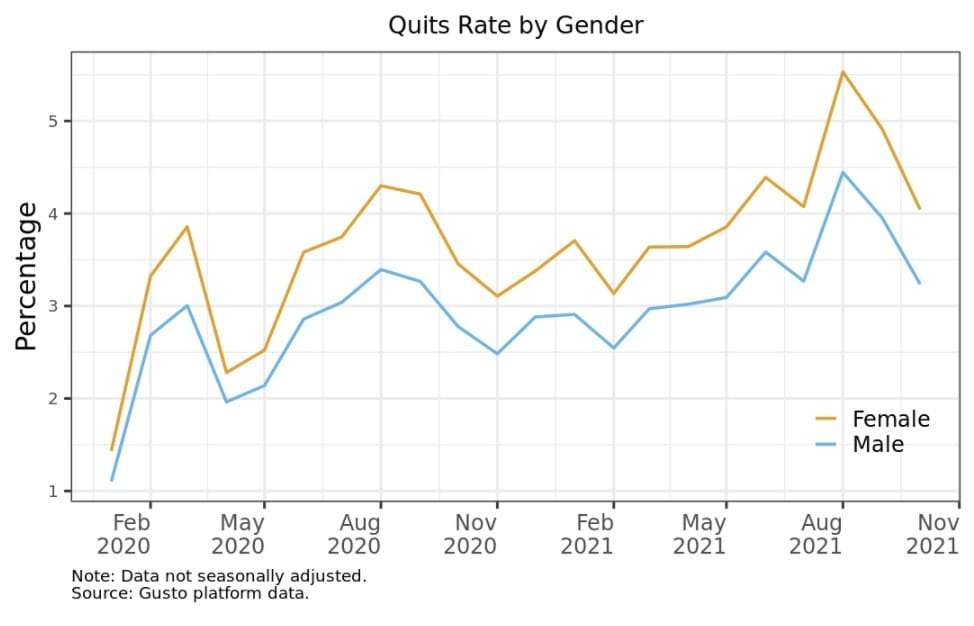 Quits Rate by Gender
Percentage
5
4
3
2
1
Female
Male
Feb May Aug Nov Feb May Aug Nov
2020 2020 2020 2020 2021 2021 2021 2021
Note: Data not seasonally adjusted.
Source: Gusto platform data.